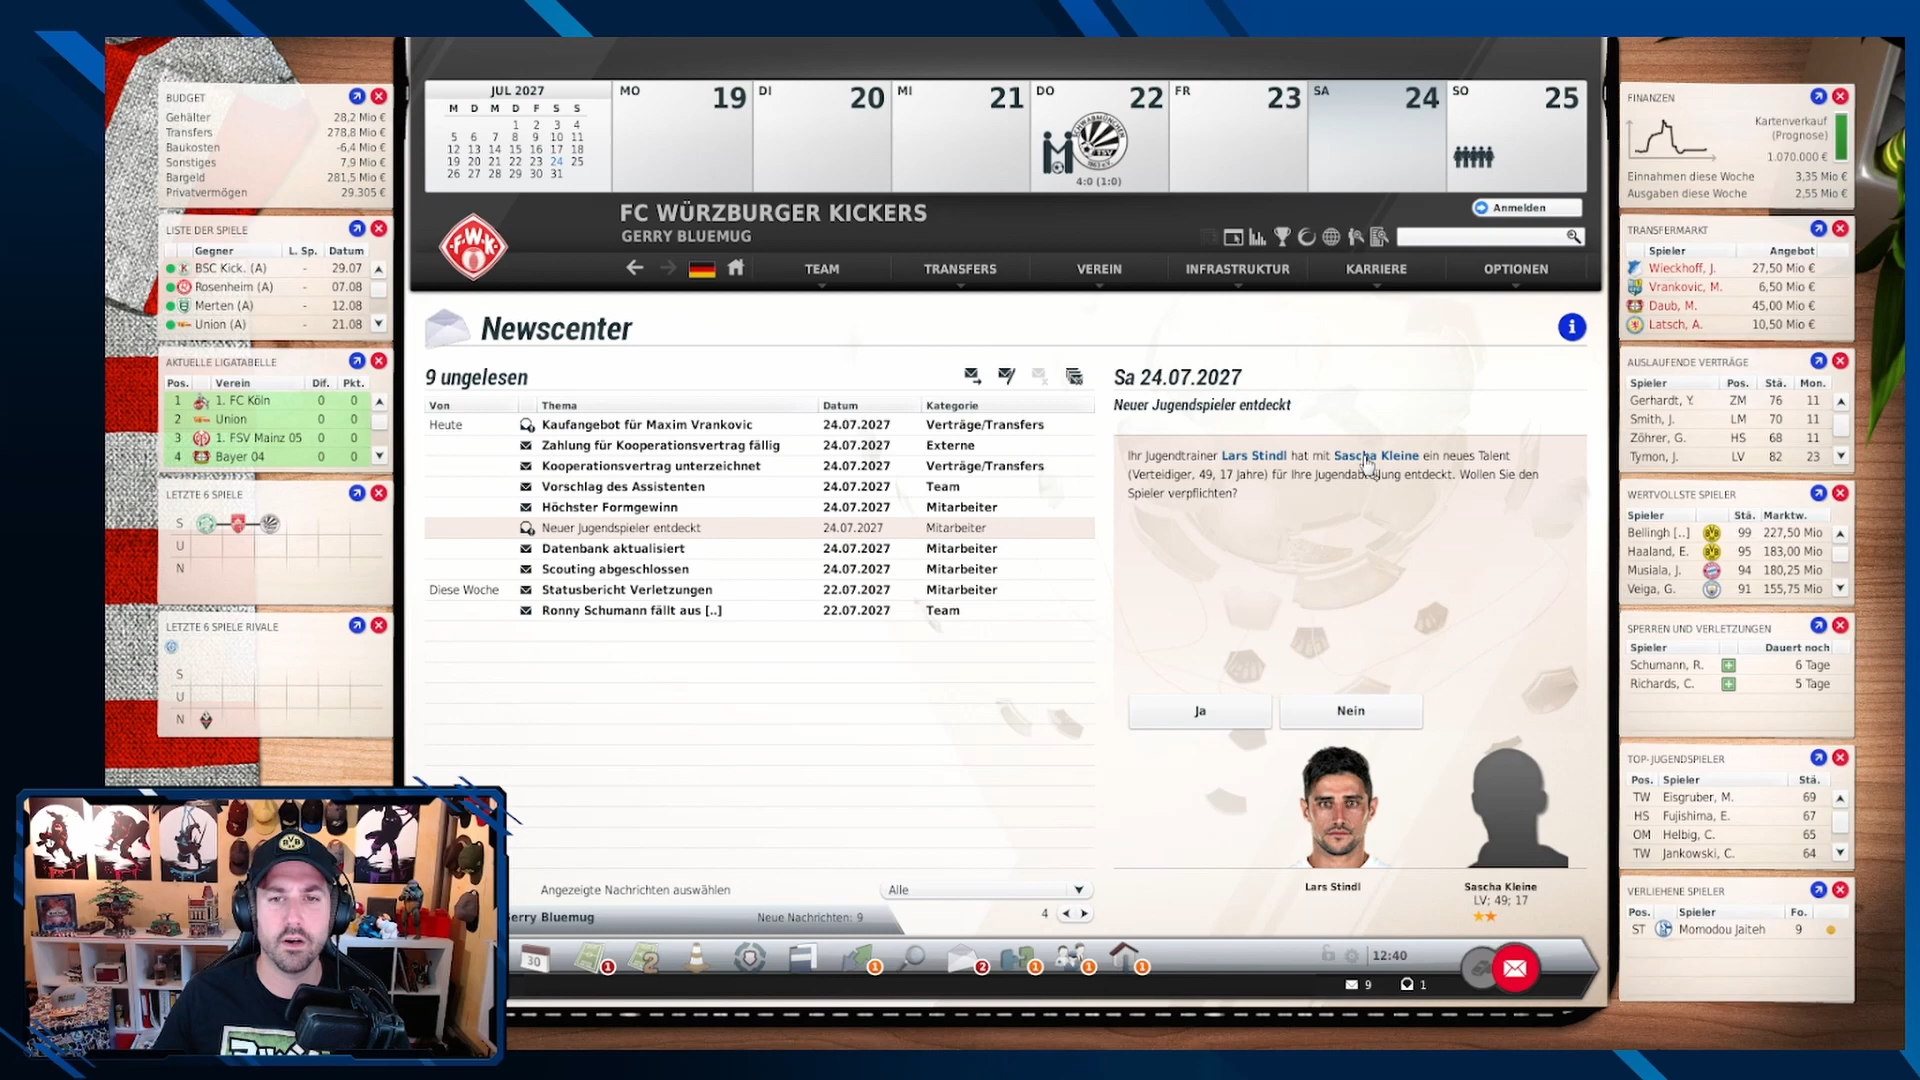 BUDGET
Gehälter 28,2 Mio €
Transfers 278,8 Mio €
Baukosten -6,4 Mio €
Sonstiges 7,9 Mio €
Bargeld 281,5 Mio €
Privatvermögen 29.305 €
LISTE DER SPIELE
Gegner L. Sp. Datum
BSC Kick. (A) - 29.07
Rosenheim (A) - 07.08
Merten (A) - 12.08
Union (A) - 21.08
AKTUELLE LIGATABELLE
Pos. Verein Dif. Pkt.
1 1. FC Köln 0 0
2 Union 0 0
3 1. FSV Mainz 05 0 0
4 Bayer 04 0 0
LETZTE 6 SPIELE
S
U
N
LETZTE 6 SPIELE RIVALE
S
U
N
JUL 2027
M D M D F S S
1 2 3 4
5 6 7 8 9 10 11
12 13 14 15 16 17 18
19 20 21 22 23 24 25
26 27 28 29 30 31
MO 19
DI 20
MI 21
DO 22
4:0 (1:0)
FR 23
SA 24
SO 25
FWK
FC WÜRZBURGER KICKERS
GERRY BLUEMUG
Anmelden
TEAM TRANSFERS VEREIN INFRASTRUKTUR KARRIERE OPTIONEN
Newscenter
9 ungelesen
Von Thema Datum Kategorie
Heute Kaufangebot für Maxim Vrankovic 24.07.2027 Verträge/Transfers
Zahlung für Kooperationsvertrag fällig 24.07.2027 Externe
Kooperationsvertrag unterzeichnet 24.07.2027 Verträge/Transfers
Vorschlag des Assistenten 24.07.2027 Team
Höchster Formgewinn 24.07.2027 Mitarbeiter
Neuer Jugendspieler entdeckt 24.07.2027 Mitarbeiter
Datenbank aktualisiert 24.07.2027 Mitarbeiter
Scouting abgeschlossen 24.07.2027 Mitarbeiter
Diese Woche Statusbericht Verletzungen 22.07.2027 Mitarbeiter
Ronny Schumann fällt aus [..] 22.07.2027 Team
Angezeigte Nachrichten auswählen Alle
erry Bluemug Neue Nachrichten: 9
4
Sa 24.07.2027
Neuer Jugendspieler entdeckt
Ihr Jugendtrainer Lars Stindl hat mit Sascha Kleine ein neues Talent
(Verteidiger, 49, 17 Jahre) für Ihre Jugendabteilung entdeckt. Wollen Sie den
Spieler verpflichten?
Ja Nein
Lars Stindl
Sascha Kleine
LV; 49; 17
30 1 2 1 2 1 1 1
12:40
9 1
FINANZEN
Kartenverkauf
(Prognose)
1.070.000 €
Einnahmen diese Woche 3,35 Mio €
Ausgaben diese Woche 2,55 Mio €
TRANSFERMARKT
Spieler Angebot
Wieckhoff, J. 27,50 Mio €
Vrankovic, M. 6,50 Mio €
Daub, M. 45,00 Mio €
Latsch, A. 10,50 Mio €
AUSLAUFENDE VERTRÄGE
Spieler Pos. Stä. Mon.
Gerhardt, Y. ZM 76 11
Smith, J. LM 70 11
Zöhrer, G. HS 68 11
Tymon, J. LV 82 23
WERTVOLLSTE SPIELER
Spieler Stä. Marktw.
Bellingh [..] 99 227,50 Mio
Haaland, E. 95 183,00 Mio
Musiala, J. 94 180,25 Mio
Veiga, G. 91 155,75 Mio
SPERREN UND VERLETZUNGEN
Spieler Dauert noch
Schumann, R. 6 Tage
Richards, C. 5 Tage
TOP-JUGENDSPIELER
Pos. Spieler Stä.
TW Eisgruber, M. 69
HS Fujishima, E. 67
OM Helbig, C. 65
TW Jankowski, C. 64
VERLIEHENE SPIELER
Pos. Spieler Fo.
ST Momodou Jaiteh 9